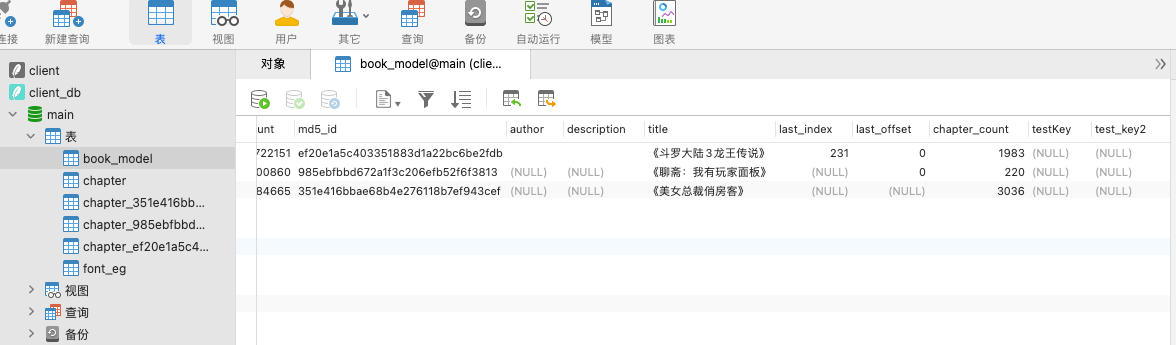 连接 新建查询 表 视图 用户 其它 查询 备份 自动运行 模型 图表
client
client_db
main
表
book_model
chapter
chapter_351e416bb...
chapter_985ebfbbd...
chapter_ef20e1a5c4...
font_eg
视图
查询
备份
对象 book_model@main (clie...
unt md5_id author description title last_index last_offset chapter_count testKey test_key2
722151 ef20e1a5c403351883d1a22bc6be2fdb 《斗罗大陆3龙王传说》 231 0 1983 (NULL) (NULL)
00860 985ebfbbd672a1f3c206efb52f6f3813 (NULL) (NULL) 《聊斋：我有玩家面板》 (NULL) 0 220 (NULL) (NULL)
84665 351e416bbae68b4e276118b7ef943cef (NULL) (NULL) 《美女总裁俏房客》 (NULL) (NULL) 3036 (NULL) (NULL)